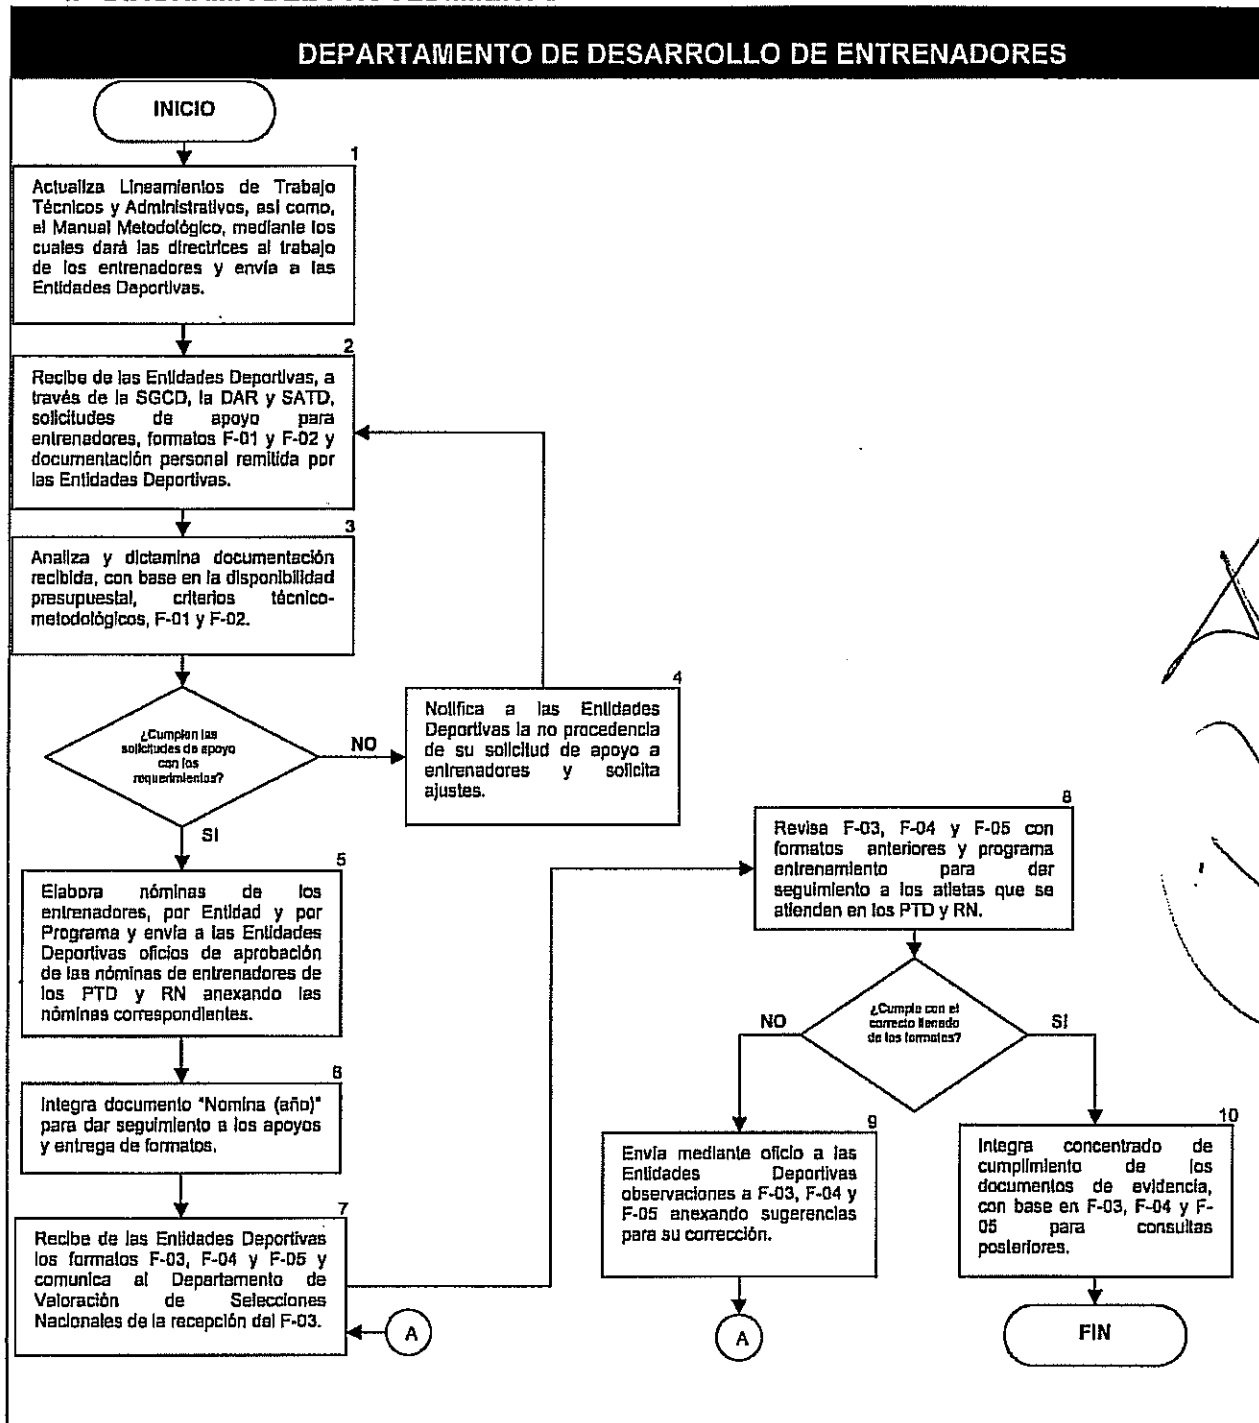 DEPARTAMENTO DE DESARROLLO DE ENTRENADORES
INICIO
1
Actualiza Lineamientos de Trabajo
Técnicos y Administrativos, así como,
el Manual Metodológico, mediante los
cuales dará las directrices al trabajo
de los entrenadores y envía a las
Entidades Deportivas.
2
Recibe de las Entidades Deportivas, a
través de la SGCD, la DAR y SATD,
solicitudes de apoyo para
entrenadores, formatos F-01 y F-02 y
documentación personal remitida por
las Entidades Deportivas.
3
Analiza y dictamina documentación
recibida, con base en la disponibilidad
presupuestal, criterios técnico-
metodológicos, F-01 y F-02.
¿Cumplen las
solicitudes de apoyo
con los
requerimientos?
NO
SI
4
Notifica a las Entidades
Deportivas la no procedencia
de su solicitud de apoyo a
entrenadores y solicita
ajustes.
5
Elabora nóminas de los
entrenadores, por Entidad y por
Programa y envía a las Entidades
Deportivas oficios de aprobación
de las nóminas de entrenadores de
los PTD y RN anexando las
nóminas correspondientes.
6
Integra documento "Nomina (año)"
para dar seguimiento a los apoyos
y entrega de formatos.
7
Recibe de las Entidades Deportivas
los formatos F-03, F-04 y F-05 y
comunica al Departamento de
Valoración de Selecciones
Nacionales de la recepción del F-03.
A
8
Revisa F-03, F-04 y F-05 con
formatos anteriores y programa
entrenamiento para dar
seguimiento a los atletas que se
atienden en los PTD y RN.
¿Cumple con el
correcto llenado
de los formatos?
NO
SI
9
Envía mediante oficio a las
Entidades Deportivas
observaciones a F-03, F-04 y
F-05 anexando sugerencias
para su corrección.
A
10
Integra concentrado de
cumplimiento de los
documentos de evidencia,
con base en F-03, F-04 y F-
05 para consultas
posteriores.
FIN